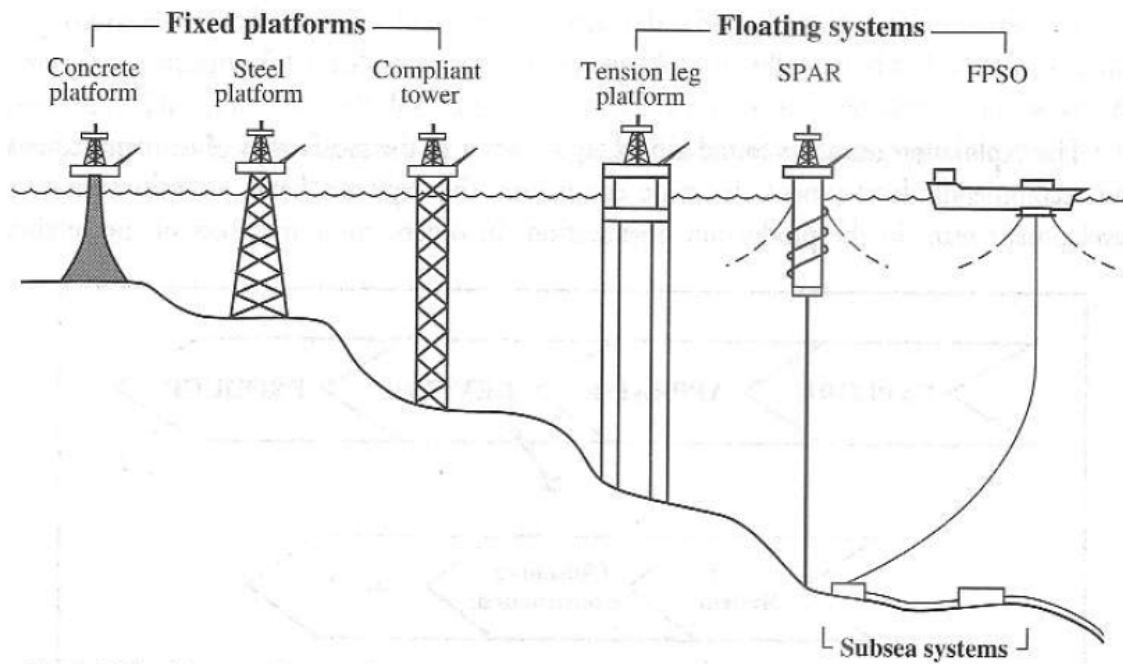 Fixed platforms
Floating systems
Concrete
platform
Steel
platform
Compliant
tower
Tension leg
platform
SPAR
FPSO
Subsea systems